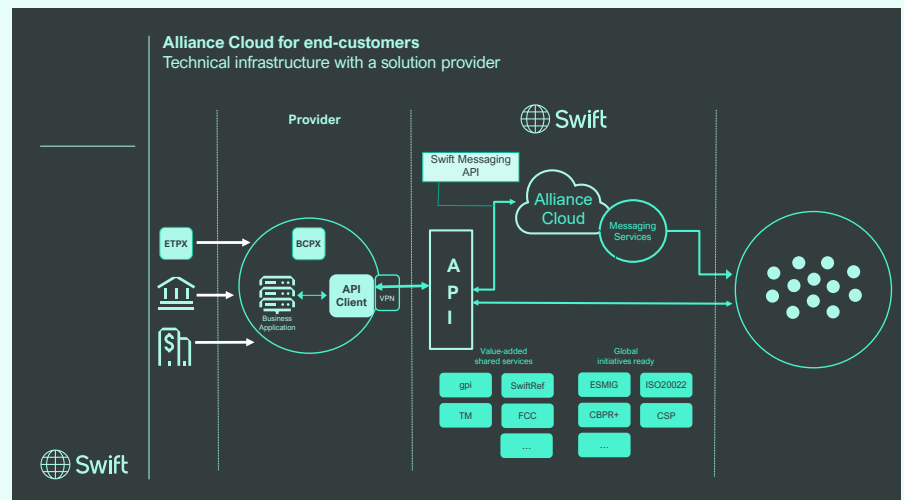 Alliance Cloud for end-customers
Technical infrastructure with a solution provider
Provider
Swift
Swift Messaging
API
Alliance
Cloud
Messaging
Services
ETPX
BCPX
API
Client
VPN
Business
Application
A
P
I
$
Value-added
shared services
Global
initiatives ready
gpi
SwiftRef
ESMIG
ISO20022
TM
FCC
CBPR+
CSP
...
...
Swift